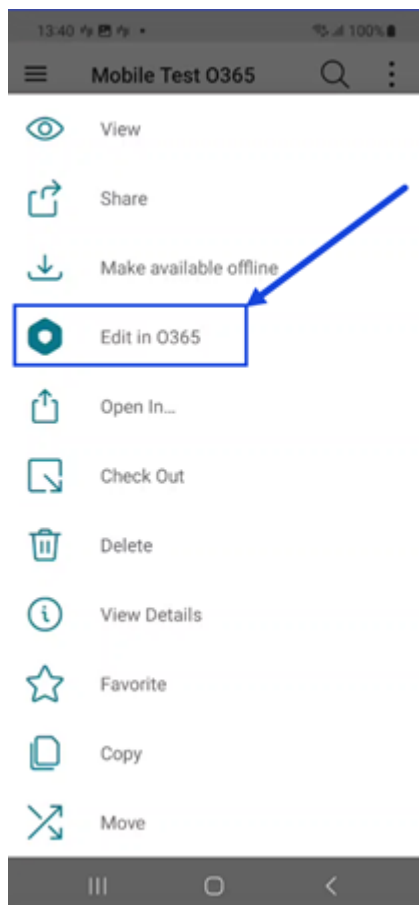 13:40
100%
Mobile Test O365
View
Share
Make available offline
Edit in O365
Open In...
Check Out
Delete
View Details
Favorite
Copy
Move